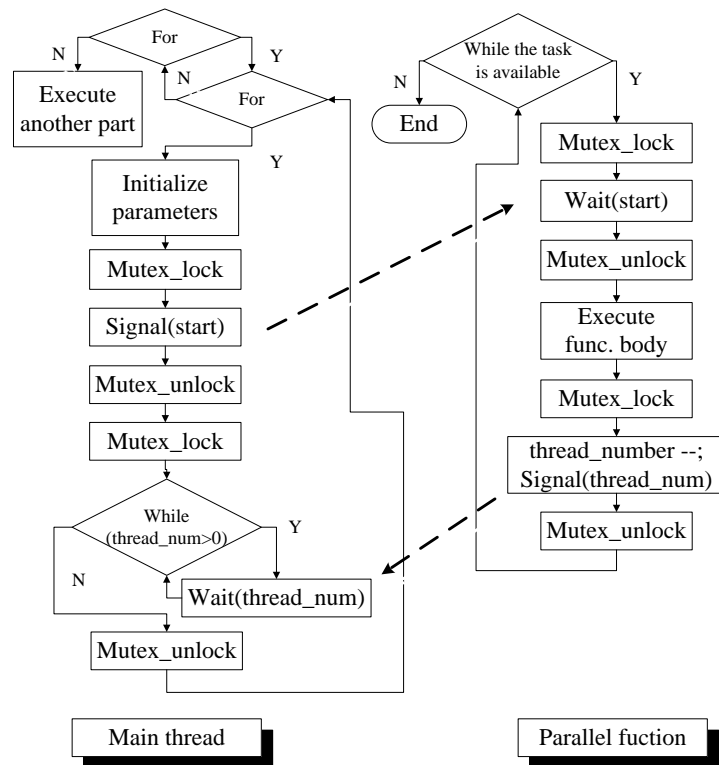 For
N
Y
N
For
Execute
another part
Y
Initialize
parameters
Mutex_lock
Signal(start)
Mutex_unlock
Mutex_lock
While
(thread_num>0)
Y
N
Wait(thread_num)
Mutex_unlock
Main thread
While the task
is available
N
Y
End
Mutex_lock
Wait(start)
Mutex_unlock
Execute
func. body
Mutex_lock
thread_number --;
Signal(thread_num)
Mutex_unlock
Parallel fuction